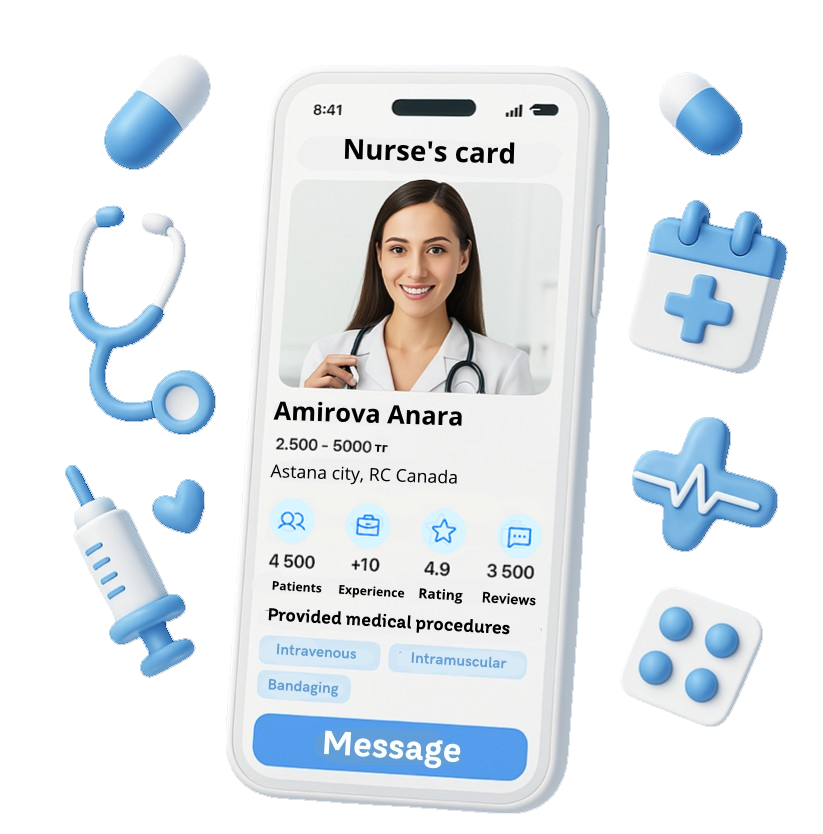 8:41
Nurse's card
Amirova Anara
2.500 - 5000 тг
Astana city, RC Canada
4 500 +10 4.9 3 500
Patients Experience Rating Reviews
Provided medical procedures
Intravenous Intramuscular
Bandaging
Message